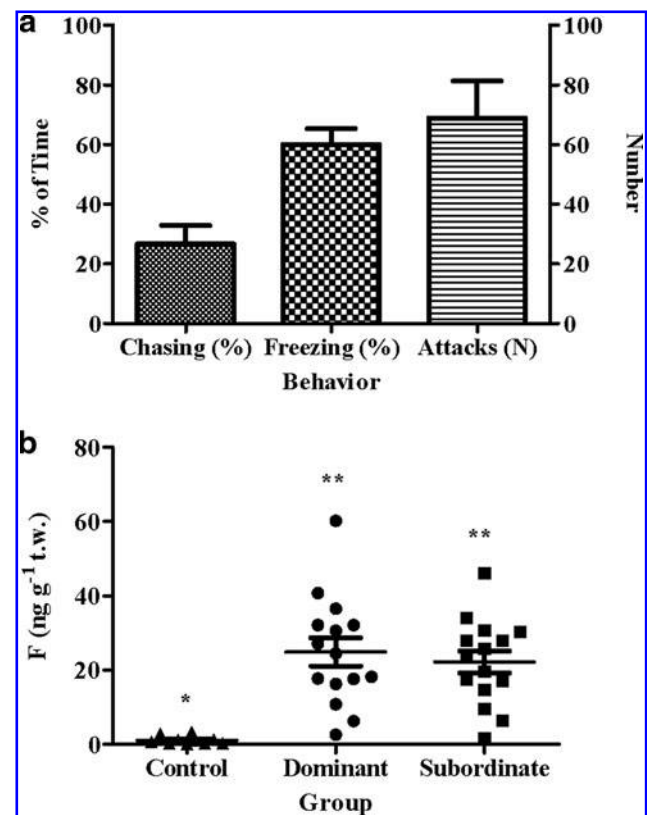 a
100
80
60
40
20
0
% of Time
100
80
60
40
20
0
Nunber
Chasing (%) Freezing (%) Attacks (N)
Behavior
b
80
60
40
20
0
F (ng g⁻¹ t.w.)
*
**
**
Control Dominant Subordinate
Group